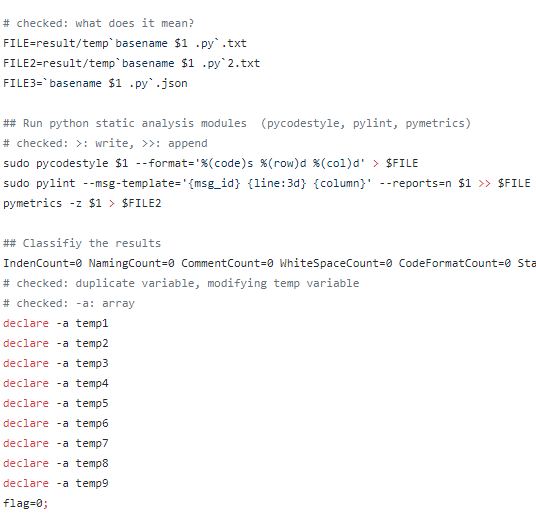 # checked: what does it mean?
FILE=result/temp`basename $1 .py`.txt
FILE2=result/temp`basename $1 .py`2.txt
FILE3=`basename $1 .py`.json
## Run python static analysis modules  (pycodestyle, pylint, pymetrics)
# checked: >: write, >>: append
sudo pycodestyle $1 --format='%(code)s %(row)d %(col)d' > $FILE
sudo pylint --msg-template='{msg_id} {line:3d} {column}' --reports=n $1 >> $FILE
pymetrics -z $1 > $FILE2
## Classifiy the results
IndenCount=0 NamingCount=0 CommentCount=0 WhiteSpaceCount=0 CodeFormatCount=0 Sta
# checked: duplicate variable, modifying temp variable
# checked: -a: array
declare -a temp1
declare -a temp2
declare -a temp3
declare -a temp4
declare -a temp5
declare -a temp6
declare -a temp7
declare -a temp8
declare -a temp9
flag=0;